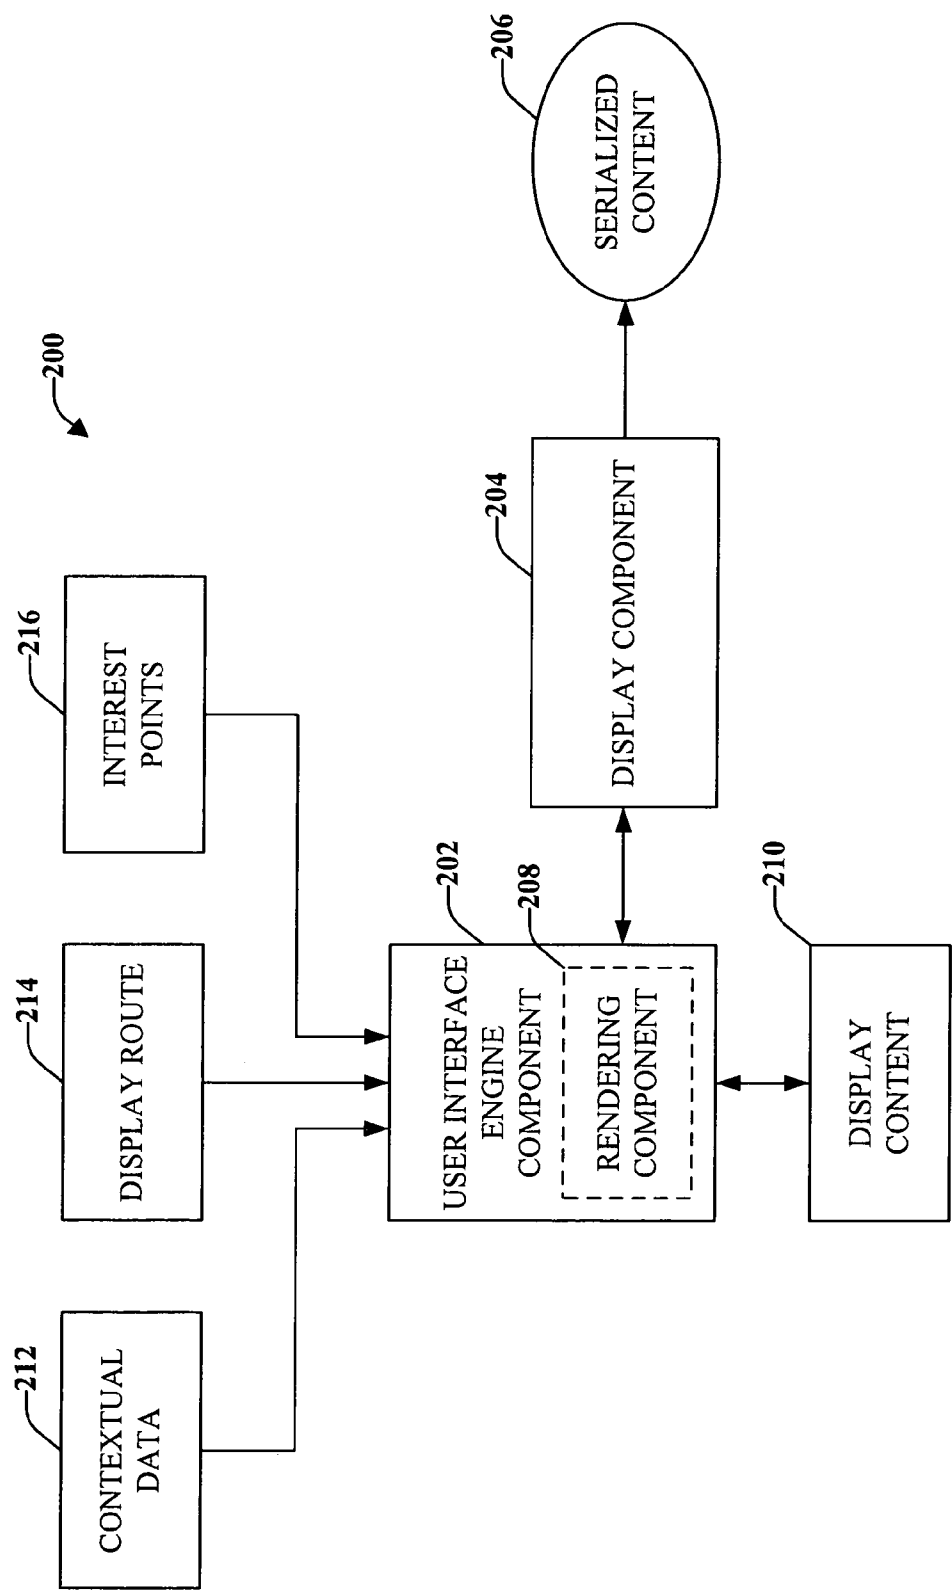 200
212
CONTEXTUAL
DATA
214
DISPLAY ROUTE
216
INTEREST
POINTS
202
USER INTERFACE
ENGINE
COMPONENT
208
RENDERING
COMPONENT
204
DISPLAY COMPONENT
206
SERIALIZED
CONTENT
210
DISPLAY
CONTENT